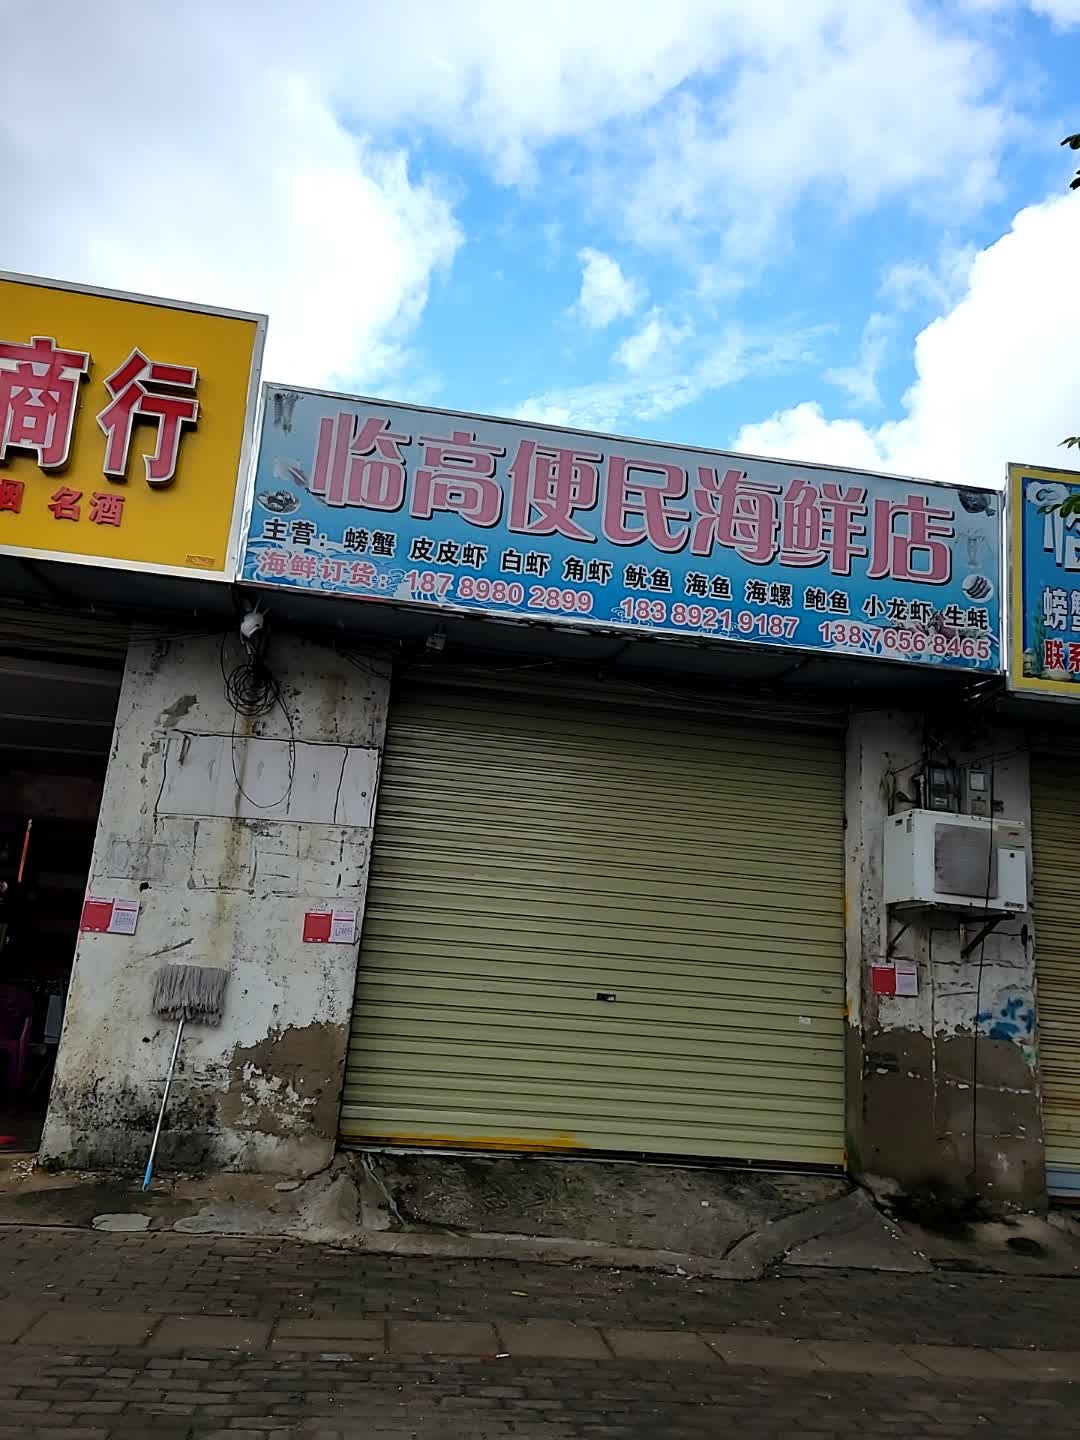 商行
名酒
临高便民海鲜店
主营：螃蟹 皮皮虾 白虾 角虾 鱿鱼 海鱼 海螺 鲍鱼 小龙虾 生蚝
海鲜订货：187 8980 2899 183 8921 9187 138 7656 8465
螃蟹
联系